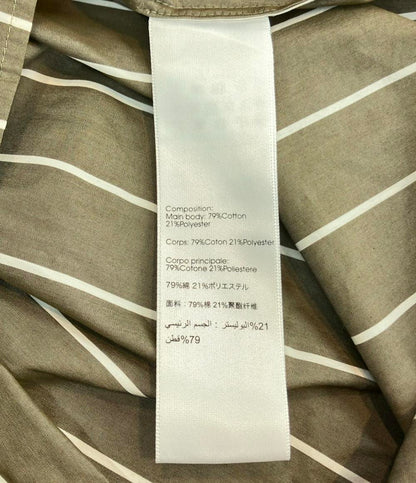 Composition:
Main body: 79%Cotton
21%Polyester
Corps: 79%Coton 21%Polyester
Corpo principale:
79%Cotone 21%Poliestere
79%綿 21%ポリエステル
面料：79%棉 21%聚酯纤维
21%البوليستر : الجسم الرئيسي
79%قطن